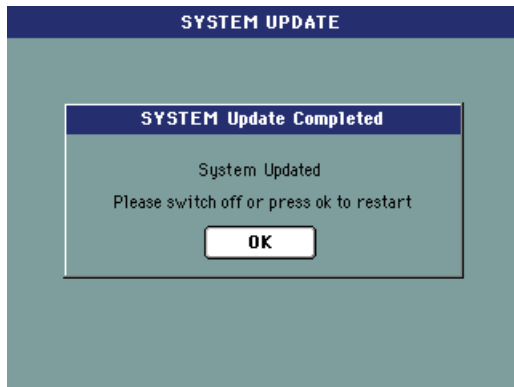 SYSTEM UPDATE
SYSTEM Update Completed
System Updated
Please switch off or press ok to restart
OK